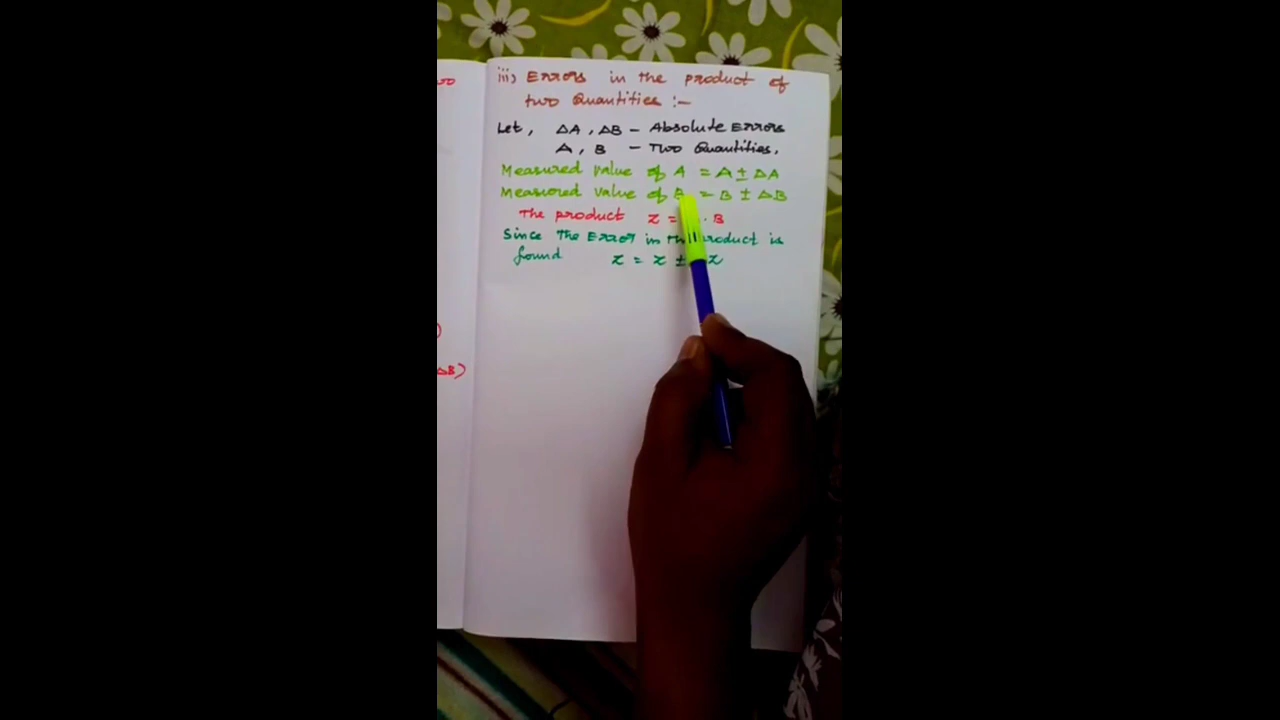 iii) Errors in the product of
two Quantities :-
Let, ΔA, ΔB - Absolute Errors
A, B - Two Quantities.
Measured value of A = A ± ΔA
Measured value of B = B ± ΔB
The product Z = . B
Since The Error in the product is
found Z = Z ± Z
ΔB)